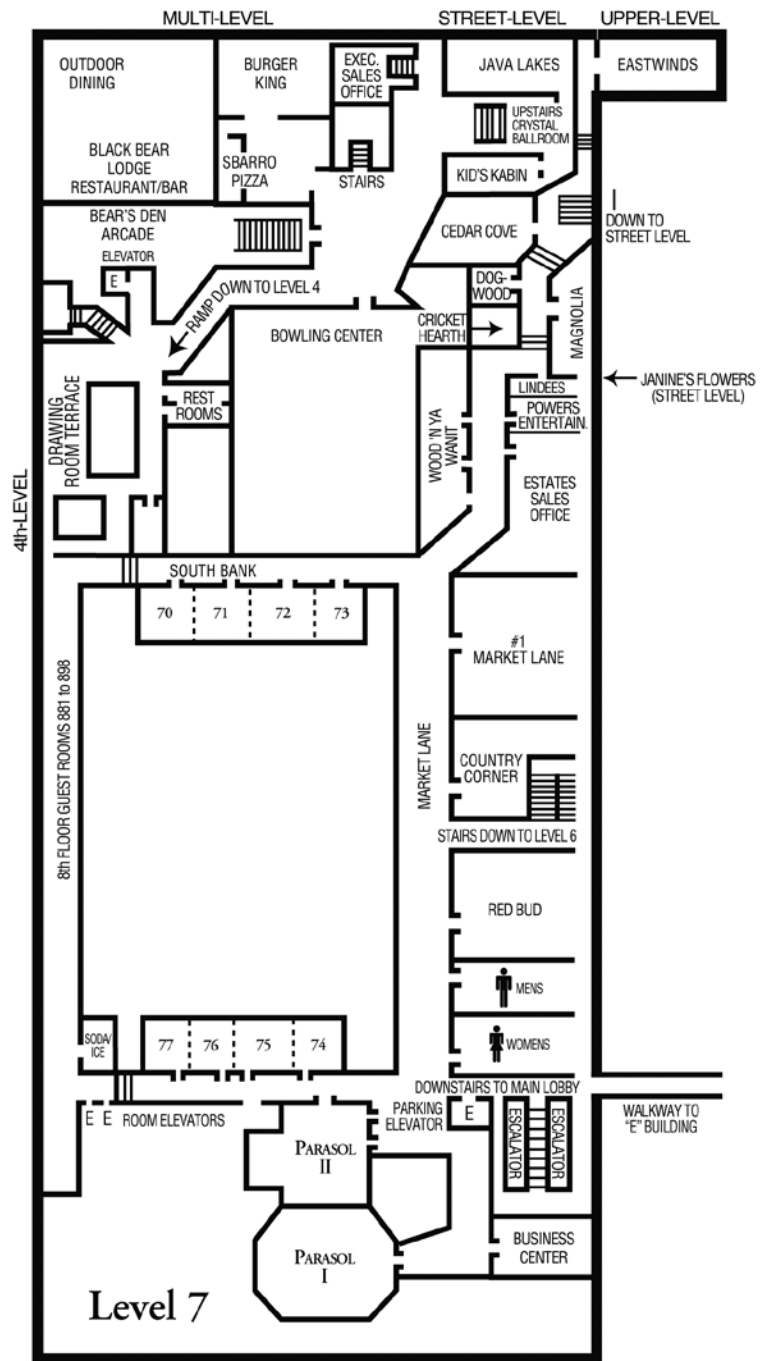 MULTI-LEVEL
STREET-LEVEL
UPPER-LEVEL
OUTDOOR
DINING
BURGER
KING
EXEC.
SALES
OFFICE
JAVA LAKES
EASTWINDS
UPSTAIRS
CRYSTAL
BALLROOM
BLACK BEAR
LODGE
RESTAURANT/BAR
SBARRO
PIZZA
STAIRS
KID'S KABIN
BEAR'S DEN
ARCADE
CEDAR COVE
DOWN TO
STREET LEVEL
ELEVATOR
E
RAMP DOWN TO LEVEL 4
DOG-
WOOD
MAGNOLIA
BOWLING CENTER
CRICKET
HEARTH
JANINE'S FLOWERS
(STREET LEVEL)
LINDEES
POWERS
ENTERTAIN.
REST
ROOMS
DRAWING
ROOM TERRACE
WOOD 'N YA
WANIT
ESTATES
SALES
OFFICE
4th-LEVEL
SOUTH BANK
70
71
72
73
#1
MARKET LANE
8th FLOOR GUEST ROOMS 881 to 898
MARKET LANE
COUNTRY
CORNER
STAIRS DOWN TO LEVEL 6
RED BUD
MENS
SODA/
ICE
77
76
75
74
WOMENS
DOWNSTAIRS TO MAIN LOBBY
E E
ROOM ELEVATORS
PARKING
ELEVATOR
E
ESCALATOR
ESCALATOR
WALKWAY TO
"E" BUILDING
PARASOL
II
PARASOL
I
BUSINESS
CENTER
Level 7